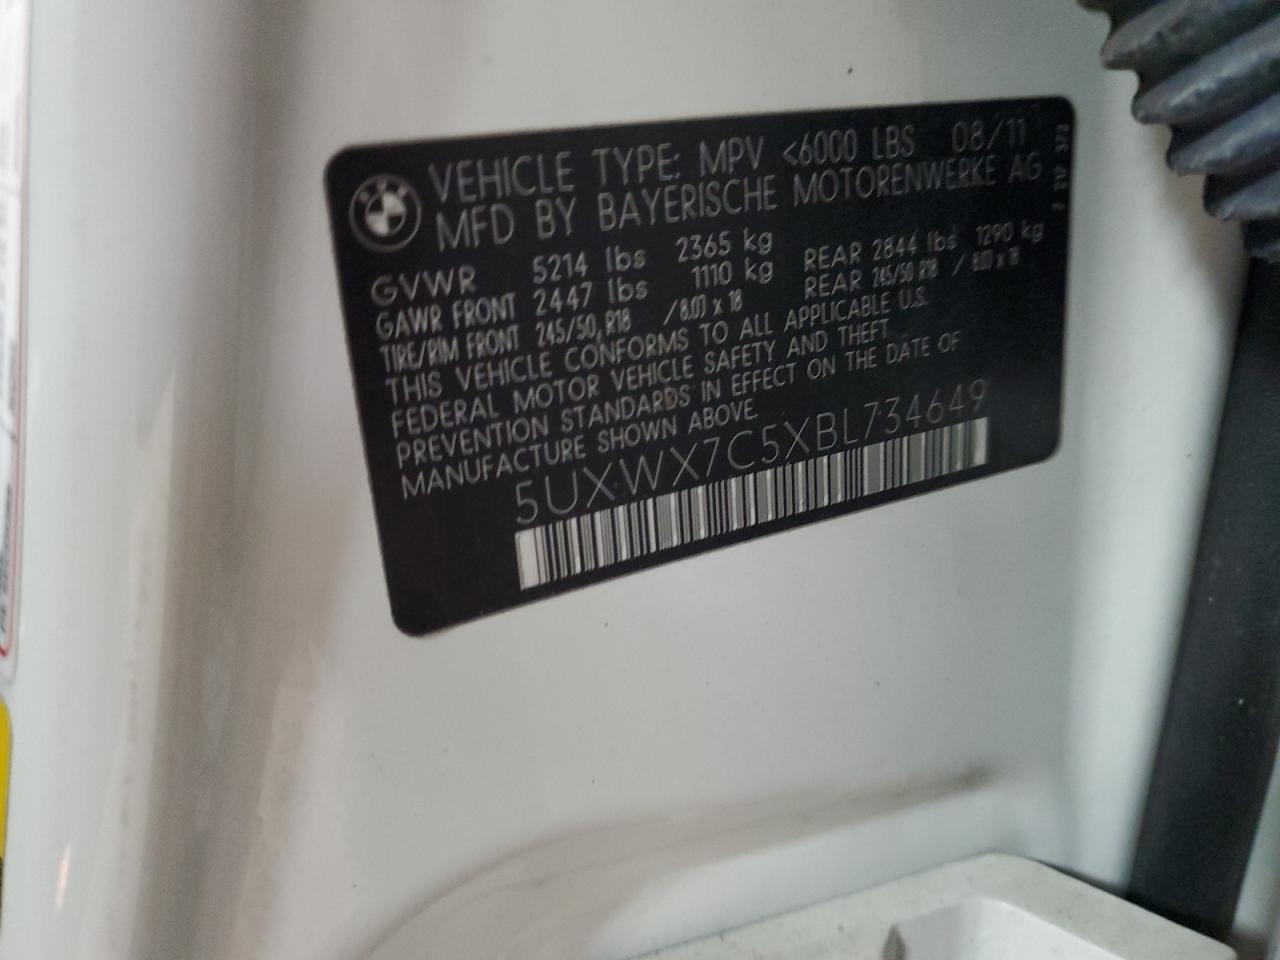 VEHICLE TYPE: MPV <6000 LBS 08/11
MFD BY BAYERISCHE MOTORENWERKE AG
GVWR 5214 lbs 2365 kg
GAWR FRONT 2447 lbs 1110 kg REAR 2844 lbs 1290 kg
TIRE/RIM FRONT 245/50 R18 /8.0J x 18 REAR 245/50 R18 / 8.0J x 18
THIS VEHICLE CONFORMS TO ALL APPLICABLE U.S.
FEDERAL MOTOR VEHICLE SAFETY AND THEFT
PREVENTION STANDARDS IN EFFECT ON THE DATE OF
MANUFACTURE SHOWN ABOVE.
5UXWX7C5XBL734649